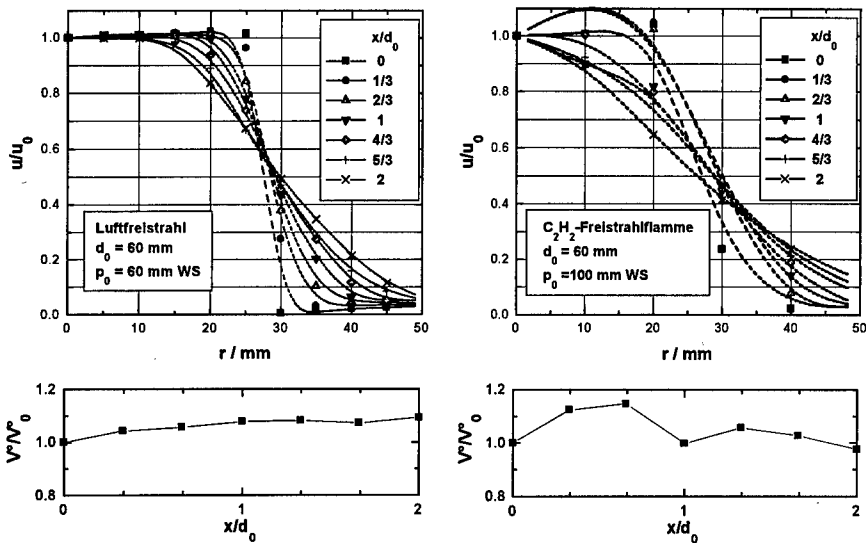 x/d₀
0
1/3
2/3
1
4/3
5/3
2
u/u₀
1.0
0.8
0.6
0.4
0.2
0.0
Luftfreistrahl
d₀ = 60 mm
p₀ = 60 mm WS
0 10 20 30 40 50
r / mm
x/d₀
0
1/3
2/3
1
4/3
5/3
2
u/u₀
1.0
0.8
0.6
0.4
0.2
0.0
C₂H₂-Freistrahlflamme
d₀ = 60 mm
p₀ =100 mm WS
0 10 20 30 40 50
r / mm
V°/V°₀
1.2
1.0
0.8
0 1 2
x/d₀
V°/V°₀
1.2
1.0
0.8
0 1 2
x/d₀